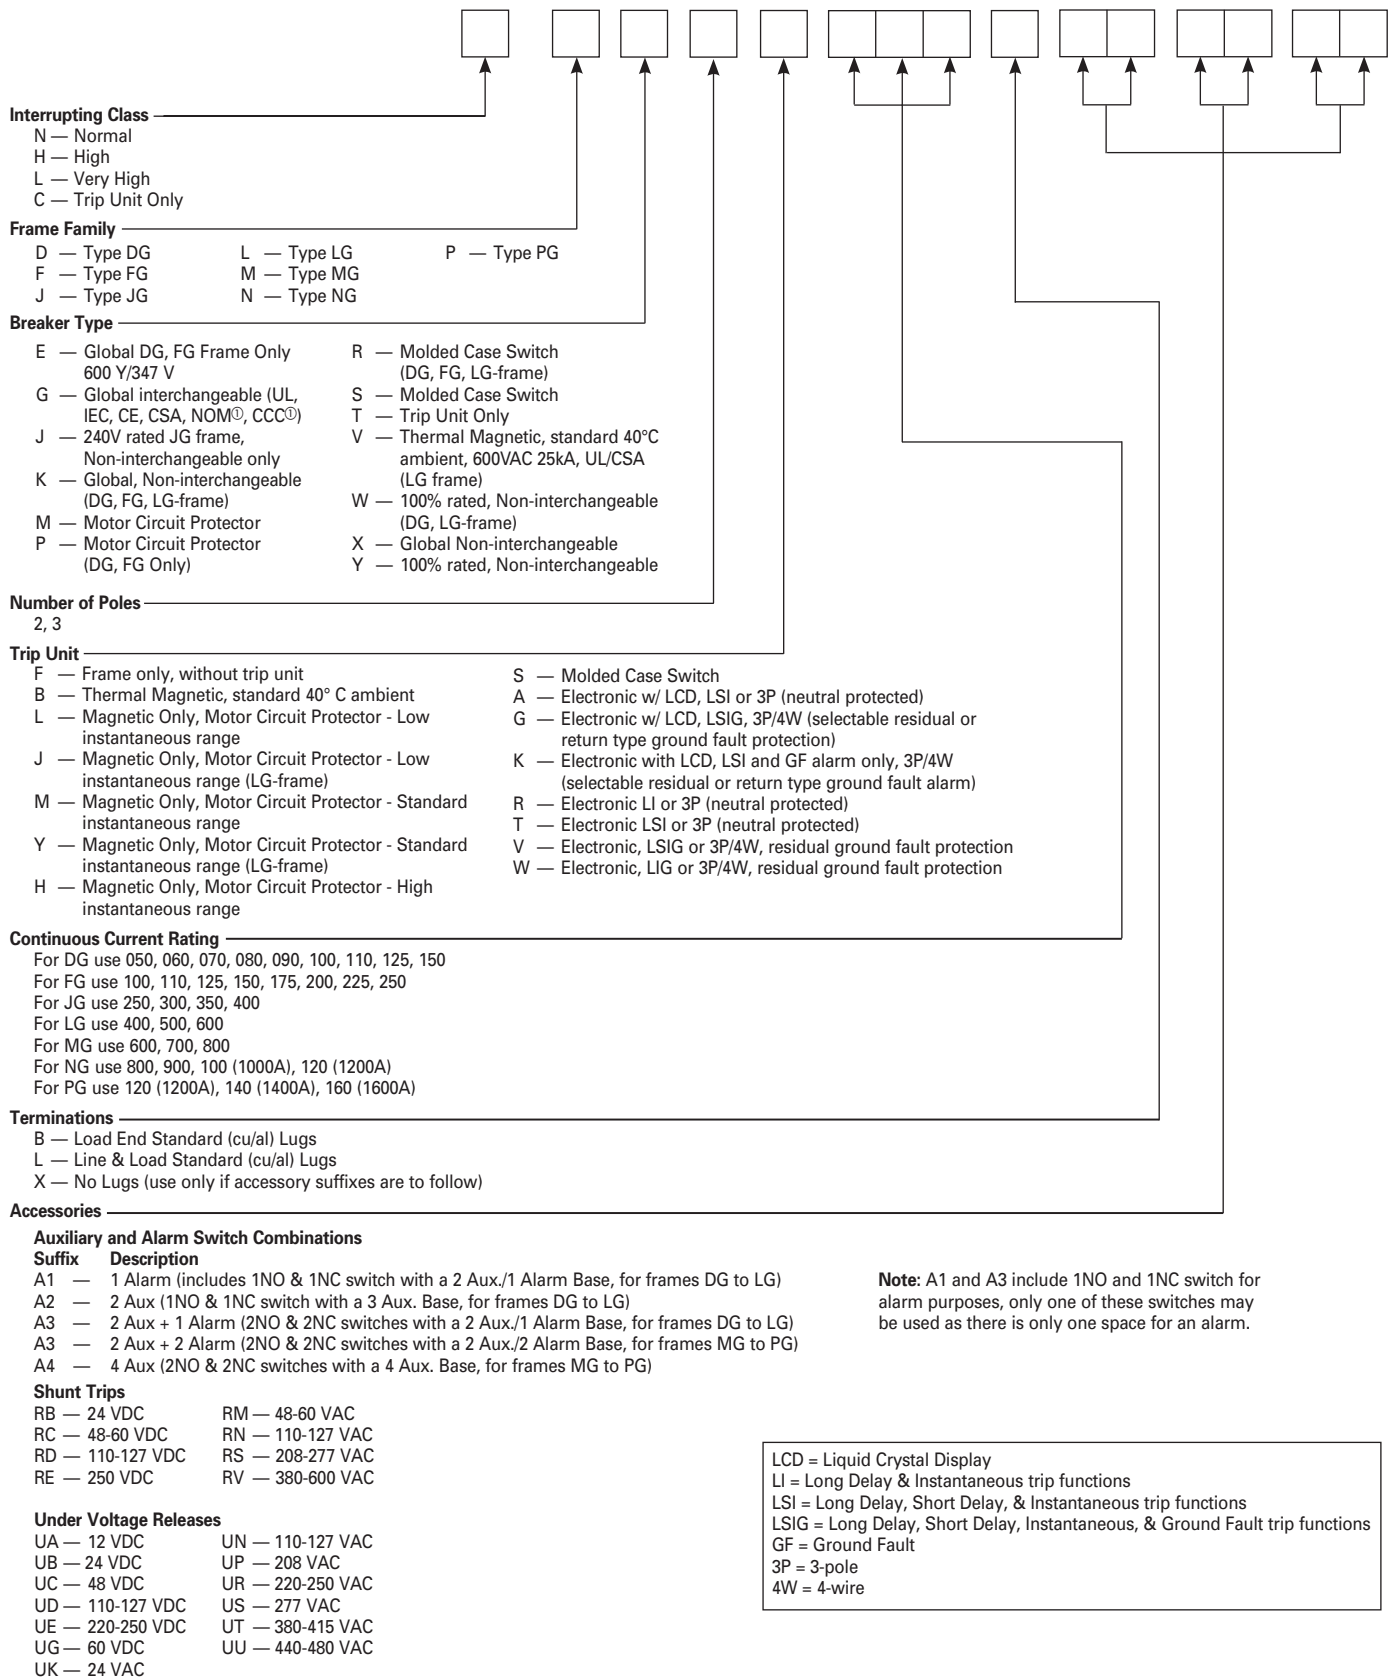 Interrupting Class
N — Normal
H — High
L — Very High
C — Trip Unit Only
Frame Family
D — Type DG
F — Type FG
J — Type JG
L — Type LG
M — Type MG
N — Type NG
P — Type PG
Breaker Type
E — Global DG, FG Frame Only
600 Y/347 V
G — Global interchangeable (UL,
IEC, CE, CSA, NOM①, CCC①)
J — 240V rated JG frame,
Non-interchangeable only
K — Global, Non-interchangeable
(DG, FG, LG-frame)
M — Motor Circuit Protector
P — Motor Circuit Protector
(DG, FG Only)
R — Molded Case Switch
(DG, FG, LG-frame)
S — Molded Case Switch
T — Trip Unit Only
V — Thermal Magnetic, standard 40°C
ambient, 600VAC 25kA, UL/CSA
(LG frame)
W — 100% rated, Non-interchangeable
(DG, LG-frame)
X — Global Non-interchangeable
Y — 100% rated, Non-interchangeable
Number of Poles
2, 3
Trip Unit
F — Frame only, without trip unit
B — Thermal Magnetic, standard 40° C ambient
L — Magnetic Only, Motor Circuit Protector - Low
instantaneous range
J — Magnetic Only, Motor Circuit Protector - Low
instantaneous range (LG-frame)
M — Magnetic Only, Motor Circuit Protector - Standard
instantaneous range
Y — Magnetic Only, Motor Circuit Protector - Standard
instantaneous range (LG-frame)
H — Magnetic Only, Motor Circuit Protector - High
instantaneous range
S — Molded Case Switch
A — Electronic w/ LCD, LSI or 3P (neutral protected)
G — Electronic w/ LCD, LSIG, 3P/4W (selectable residual or
return type ground fault protection)
K — Electronic with LCD, LSI and GF alarm only, 3P/4W
(selectable residual or return type ground fault alarm)
R — Electronic LI or 3P (neutral protected)
T — Electronic LSI or 3P (neutral protected)
V — Electronic, LSIG or 3P/4W, residual ground fault protection
W — Electronic, LIG or 3P/4W, residual ground fault protection
Continuous Current Rating
For DG use 050, 060, 070, 080, 090, 100, 110, 125, 150
For FG use 100, 110, 125, 150, 175, 200, 225, 250
For JG use 250, 300, 350, 400
For LG use 400, 500, 600
For MG use 600, 700, 800
For NG use 800, 900, 100 (1000A), 120 (1200A)
For PG use 120 (1200A), 140 (1400A), 160 (1600A)
Terminations
B — Load End Standard (cu/al) Lugs
L — Line & Load Standard (cu/al) Lugs
X — No Lugs (use only if accessory suffixes are to follow)
Accessories
Auxiliary and Alarm Switch Combinations
Suffix Description
A1 — 1 Alarm (includes 1NO & 1NC switch with a 2 Aux./1 Alarm Base, for frames DG to LG)
A2 — 2 Aux (1NO & 1NC switch with a 3 Aux. Base, for frames DG to LG)
A3 — 2 Aux + 1 Alarm (2NO & 2NC switches with a 2 Aux./1 Alarm Base, for frames DG to LG)
A3 — 2 Aux + 2 Alarm (2NO & 2NC switches with a 2 Aux./2 Alarm Base, for frames MG to PG)
A4 — 4 Aux (2NO & 2NC switches with a 4 Aux. Base, for frames MG to PG)
Note: A1 and A3 include 1NO and 1NC switch for
alarm purposes, only one of these switches may
be used as there is only one space for an alarm.
Shunt Trips
RB — 24 VDC
RC — 48-60 VDC
RD — 110-127 VDC
RE — 250 VDC
RM — 48-60 VAC
RN — 110-127 VAC
RS — 208-277 VAC
RV — 380-600 VAC
Under Voltage Releases
UA — 12 VDC
UB — 24 VDC
UC — 48 VDC
UD — 110-127 VDC
UE — 220-250 VDC
UG — 60 VDC
UK — 24 VAC
UN — 110-127 VAC
UP — 208 VAC
UR — 220-250 VAC
US — 277 VAC
UT — 380-415 VAC
UU — 440-480 VAC
LCD = Liquid Crystal Display
LI = Long Delay & Instantaneous trip functions
LSI = Long Delay, Short Delay, & Instantaneous trip functions
LSIG = Long Delay, Short Delay, Instantaneous, & Ground Fault trip functions
GF = Ground Fault
3P = 3-pole
4W = 4-wire